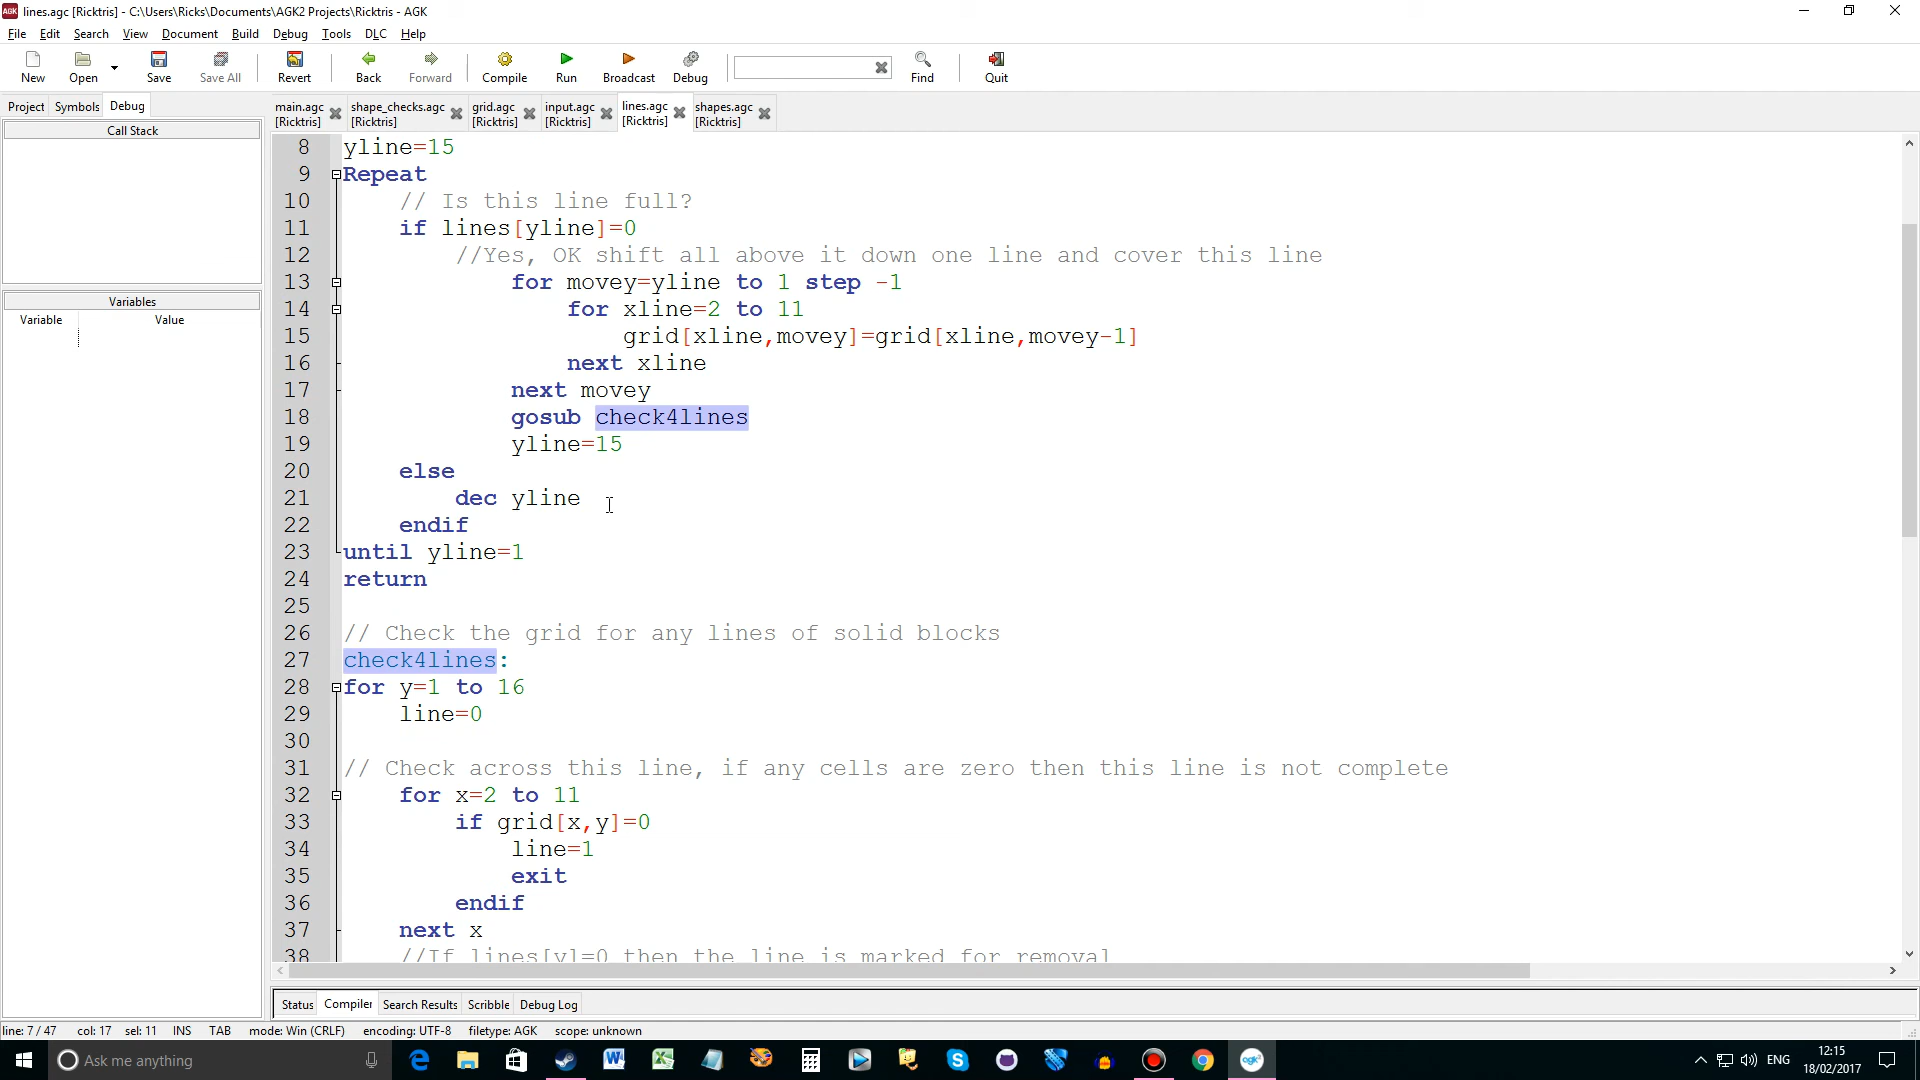 lines.agc [Ricktris] - C:\Users\Ricks\Documents\AGK2 Projects\Ricktris - AGK
File Edit Search View Document Build Debug Tools DLC Help
New Open Save Save All Revert Back Forward Compile Run Broadcast Debug Find Quit
Project Symbols Debug
main.agc [Ricktris]
shape_checks.agc [Ricktris]
grid.agc [Ricktris]
input.agc [Ricktris]
lines.agc [Ricktris]
shapes.agc [Ricktris]
Call Stack
Variables
Variable Value
8 yline=15
9 Repeat
10 // Is this line full?
11 if lines[yline]=0
12 //Yes, OK shift all above it down one line and cover this line
13 for movey=yline to 1 step -1
14 for xline=2 to 11
15 grid[xline,movey]=grid[xline,movey-1]
16 next xline
17 next movey
18 gosub check4lines
19 yline=15
20 else
21 dec yline
22 endif
23 until yline=1
24 return
25
26 // Check the grid for any lines of solid blocks
27 check4lines:
28 for y=1 to 16
29 line=0
30
31 // Check across this line, if any cells are zero then this line is not complete
32 for x=2 to 11
33 if grid[x,y]=0
34 line=1
35 exit
36 endif
37 next x
38 //If lines[y]=0 then the line is marked for removal
Status Compiler Search Results Scribble Debug Log
line: 7 / 47 col: 17 sel: 11 INS TAB mode: Win (CRLF) encoding: UTF-8 filetype: AGK scope: unknown
Ask me anything
ENG
12:15
18/02/2017